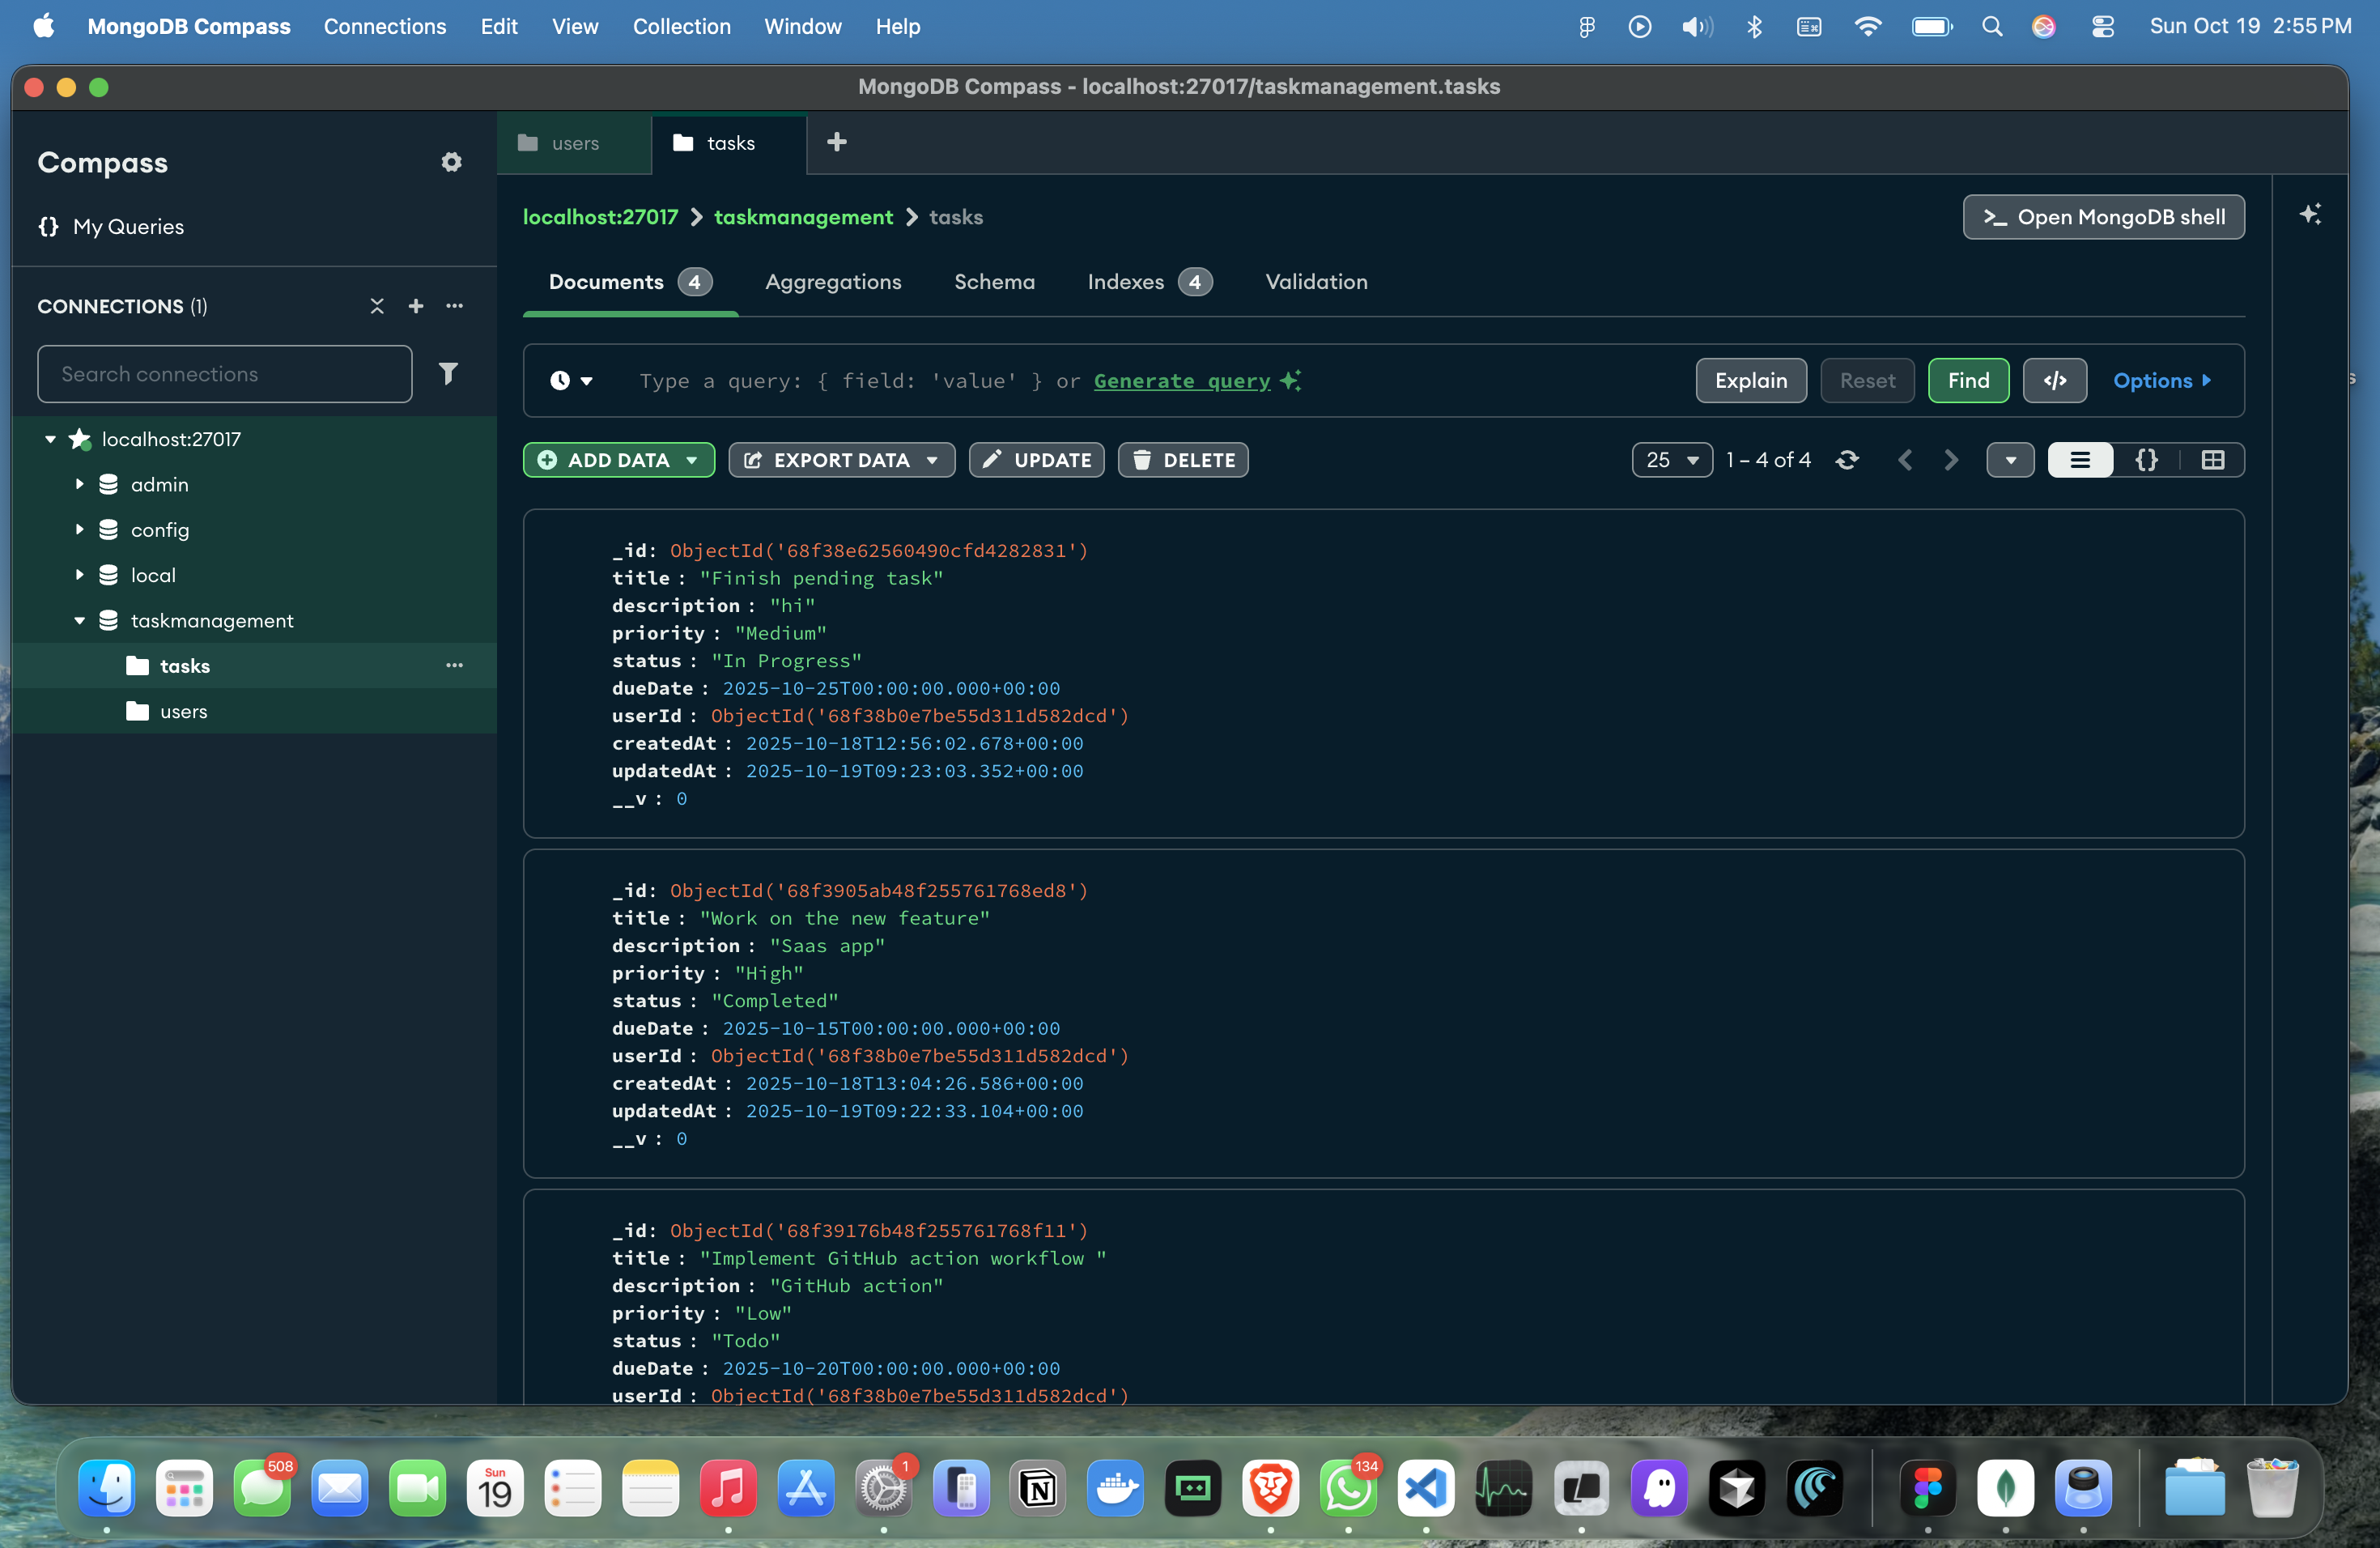 MongoDB Compass Connections Edit View Collection Window Help Sun Oct 19 2:55 PM
MongoDB Compass - localhost:27017/taskmanagement.tasks
Compass
{} My Queries
CONNECTIONS (1)
Search connections
localhost:27017
admin
config
local
taskmanagement
tasks
users
users
tasks
localhost:27017 > taskmanagement > tasks
>_ Open MongoDB shell
Documents 4 Aggregations Schema Indexes 4 Validation
Type a query: { field: 'value' } or Generate query
Explain Reset Find </> Options
ADD DATA EXPORT DATA UPDATE DELETE 25 1 – 4 of 4 {}
_id: ObjectId('68f38e62560490cfd4282831')
title : "Finish pending task"
description : "hi"
priority : "Medium"
status : "In Progress"
dueDate : 2025-10-25T00:00:00.000+00:00
userId : ObjectId('68f38b0e7be55d311d582dcd')
createdAt : 2025-10-18T12:56:02.678+00:00
updatedAt : 2025-10-19T09:23:03.352+00:00
__v : 0
_id: ObjectId('68f3905ab48f255761768ed8')
title : "Work on the new feature"
description : "Saas app"
priority : "High"
status : "Completed"
dueDate : 2025-10-15T00:00:00.000+00:00
userId : ObjectId('68f38b0e7be55d311d582dcd')
createdAt : 2025-10-18T13:04:26.586+00:00
updatedAt : 2025-10-19T09:22:33.104+00:00
__v : 0
_id: ObjectId('68f39176b48f255761768f11')
title : "Implement GitHub action workflow "
description : "GitHub action"
priority : "Low"
status : "Todo"
dueDate : 2025-10-20T00:00:00.000+00:00
userId : ObjectId('68f38b0e7be55d311d582dcd')
508
Sun
19
1
134